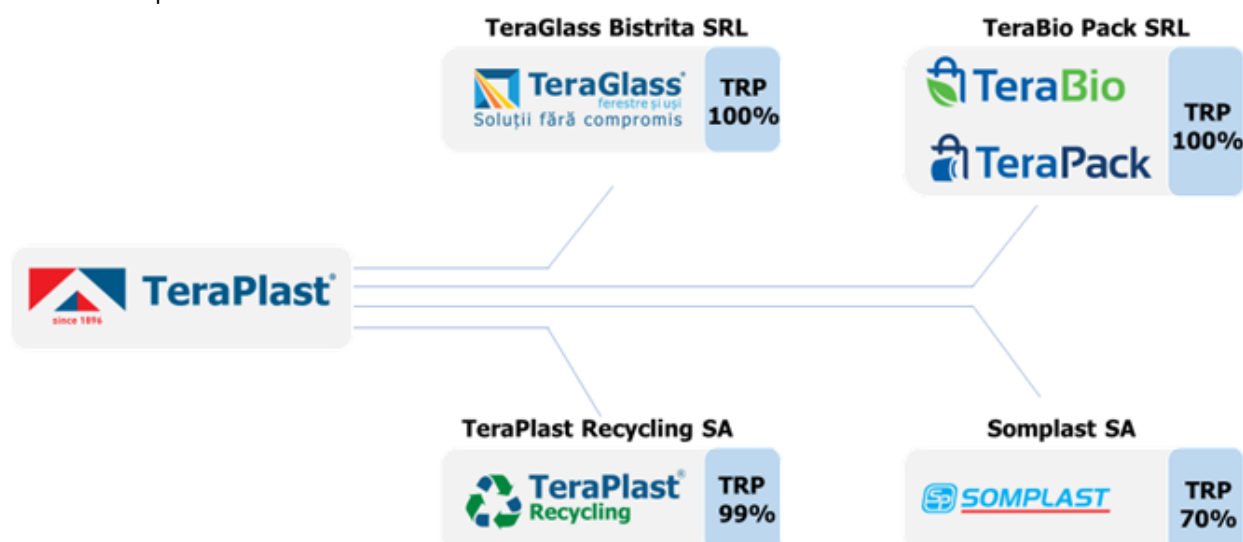 TeraGlass Bistrita SRL
TeraGlass®
ferestre și uși
Soluții fără compromis
TRP
100%
TeraBio Pack SRL
TeraBio
TeraPack
TRP
100%
TeraPlast®
since 1896
TeraPlast Recycling SA
TeraPlast®
Recycling
TRP
99%
Somplast SA
SP SOMPLAST
TRP
70%